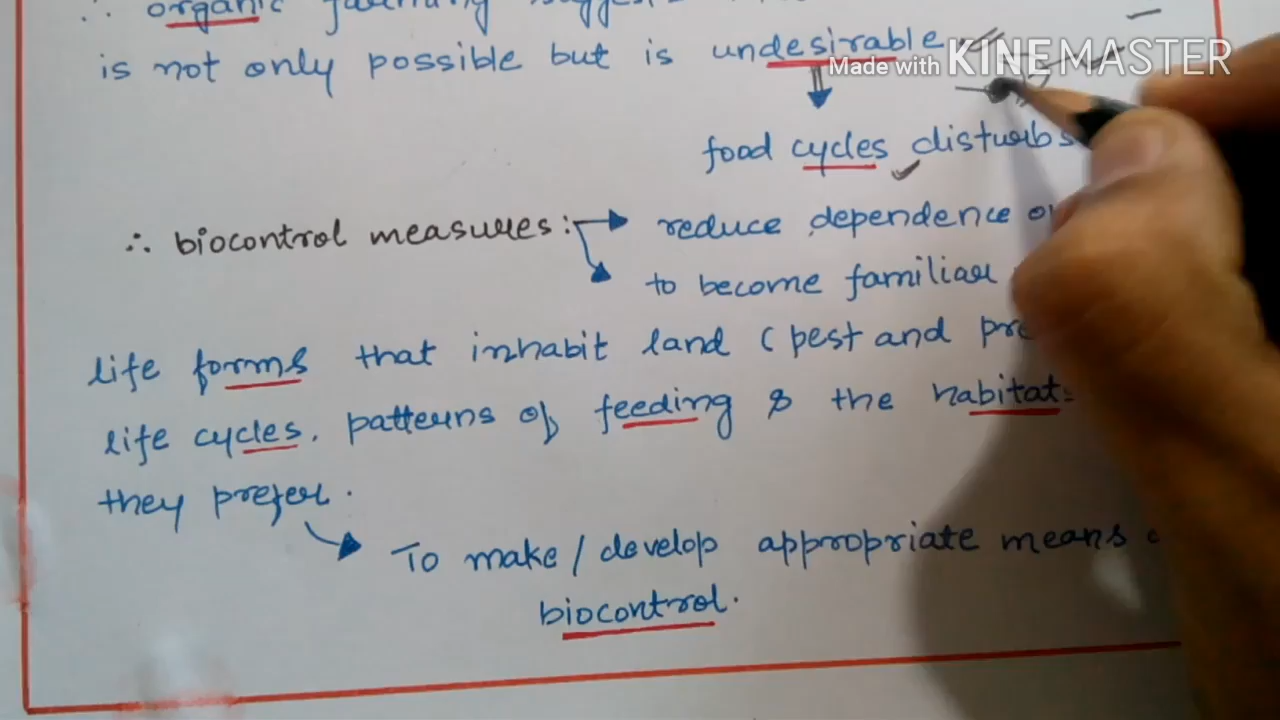 ∴ organic farming
is not only possible but is undesirable
Made with KINEMASTER
food cycles disturbs
∴ biocontrol measures: → reduce dependence
to become familiar
life forms that inhabit land (pest and
life cycles. patterns of feeding & the habitats
they prefer.
To make / develop appropriate means
biocontrol.